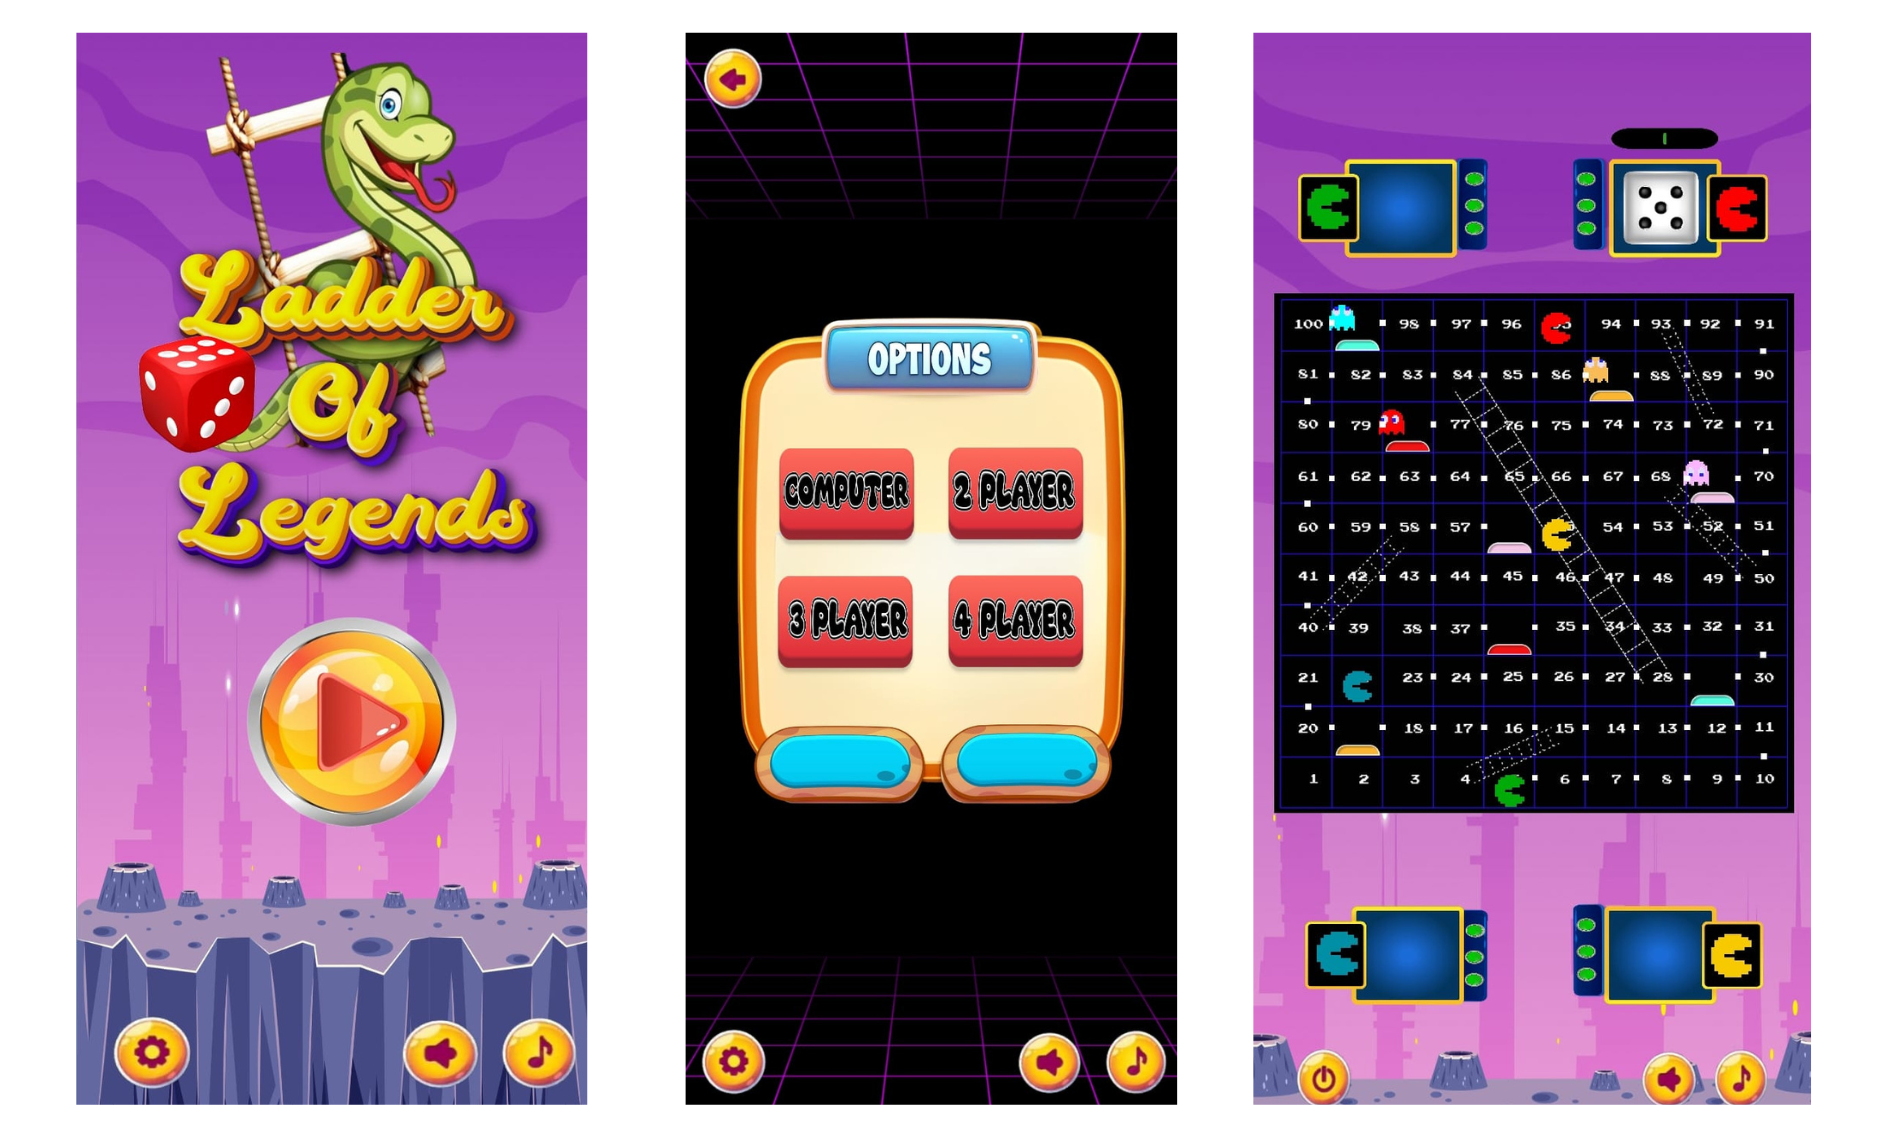 Ladder
Of
Legends
OPTIONS
COMPUTER
2 PLAYER
3 PLAYER
4 PLAYER
100 98 97 96 94 93 92 91
81 82 83 84 85 86 88 89 90
80 79 77 76 75 74 73 72 71
61 62 63 64 65 66 67 68 70
60 59 58 57 54 53 52 51
41 42 43 44 45 46 47 48 49 50
40 39 38 37 35 34 33 32 31
21 23 24 25 26 27 28 30
20 18 17 16 15 14 13 12 11
1 2 3 4 6 7 8 9 10